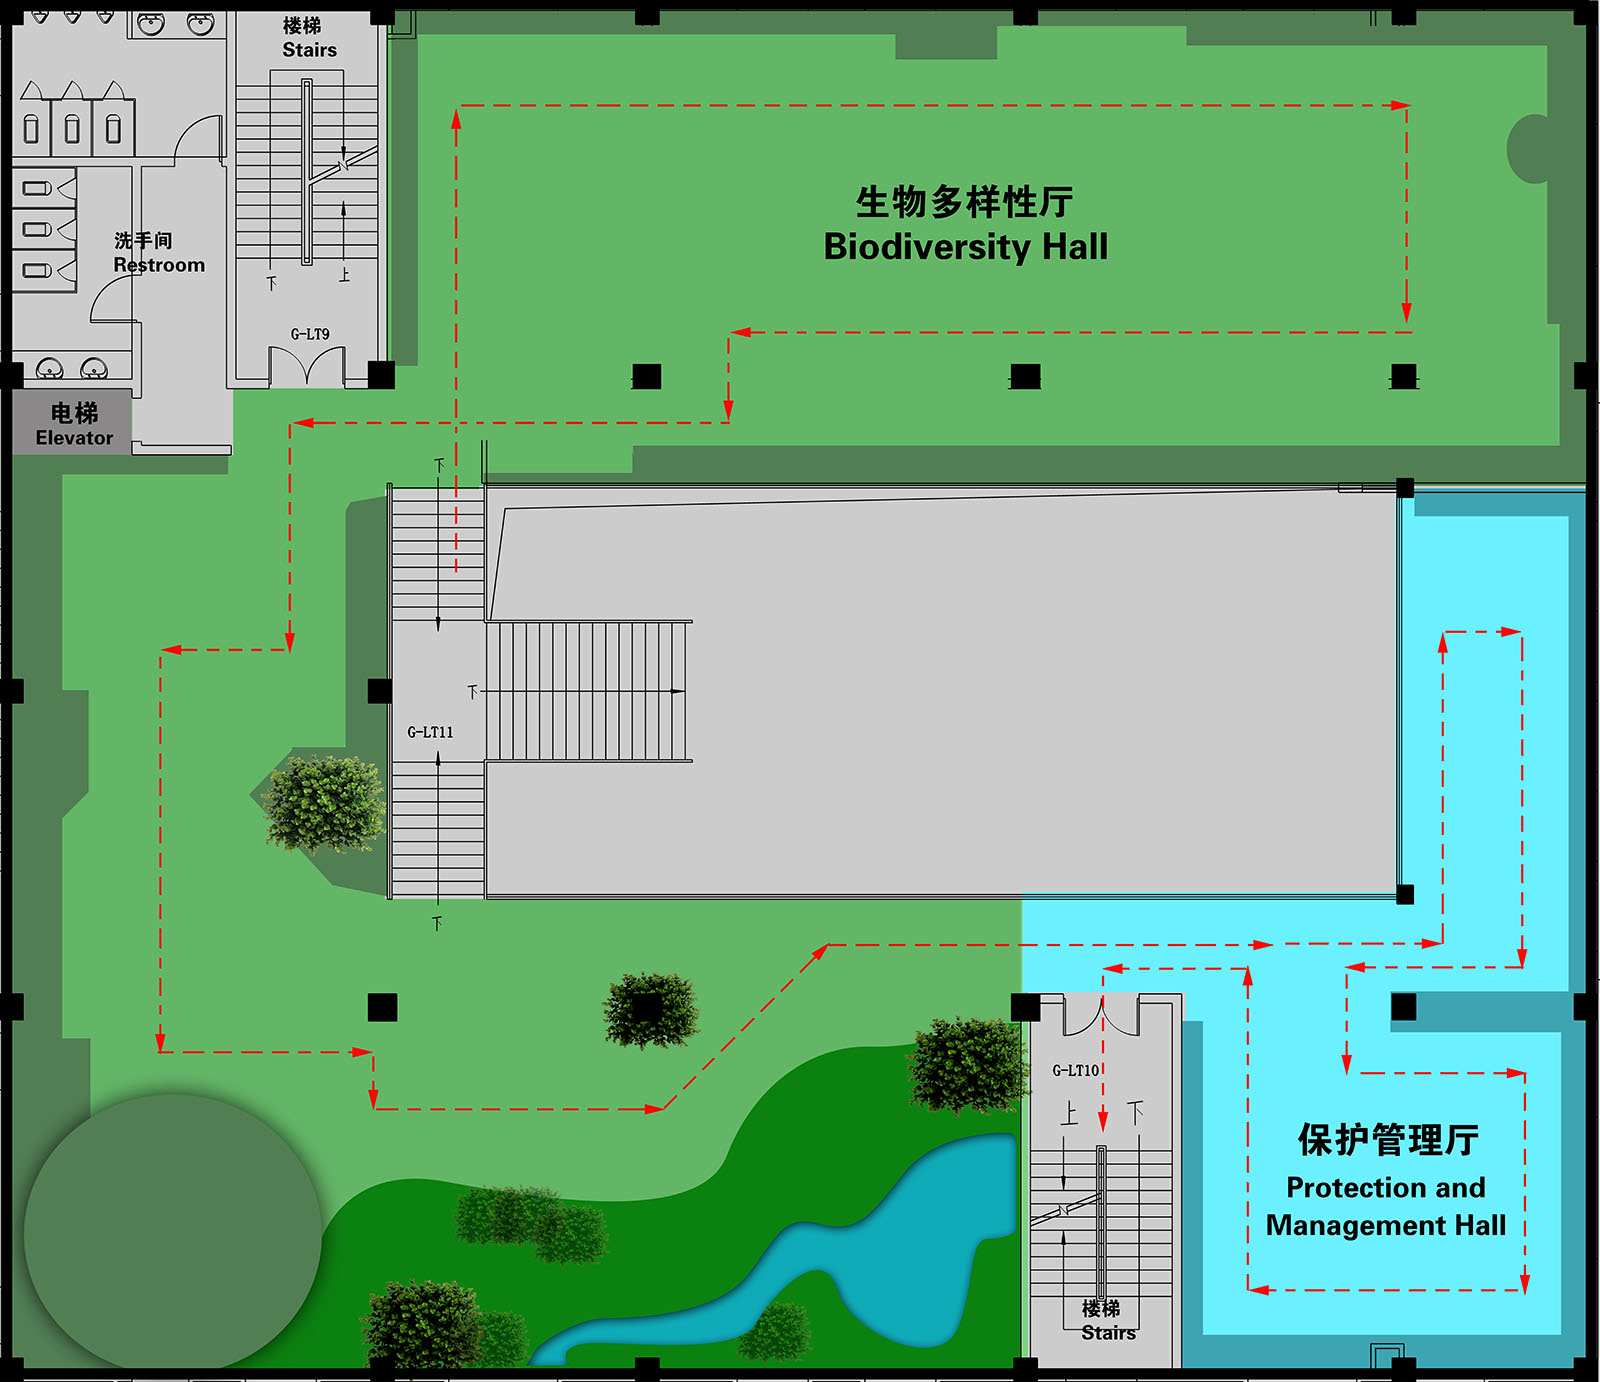 楼梯
Stairs
生物多样性厅
Biodiversity Hall
洗手间
Restroom
下
上
G-LT9
电梯
Elevator
下
下
G-LT11
下
G-LT10
上
下
保护管理厅
Protection and
Management Hall
楼梯
Stairs